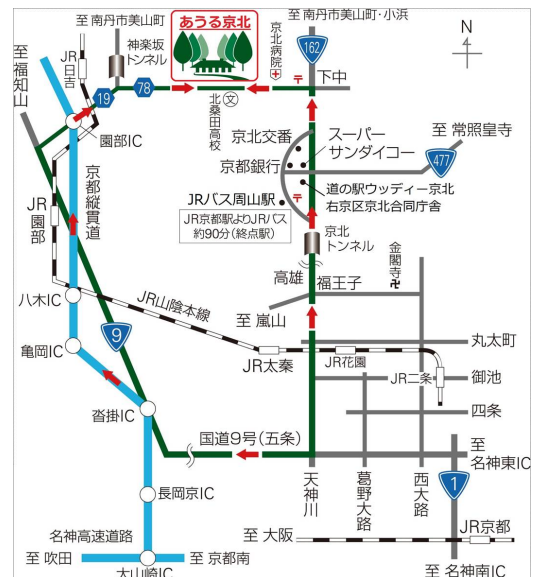 至 南丹市美山町
あうる京北
至 南丹市美山町・小浜
N
至 福知山
JR日吉
神楽坂トンネル
京北病院
162
19
78
下中
北桑田高校
文
園部IC
京北交番
スーパーサンダイコー
至 常照皇寺
京都銀行
477
京都縦貫道
JR園部
JRバス周山駅
道の駅ウッディー京北
右京区京北合同庁舎
JR京都駅よりJRバス
約90分(終点駅)
京北トンネル
金閣寺
高雄
福王子
八木IC
JR山陰本線
至 嵐山
9
丸太町
亀岡IC
JR太秦
JR花園
JR二条
御池
四条
沓掛IC
国道9号(五条)
至 名神東IC
天神川
葛野大路
西大路
1
長岡京IC
名神高速道路
至 大阪
JR京都
至 吹田
至 京都南
大山崎IC
至 名神南IC